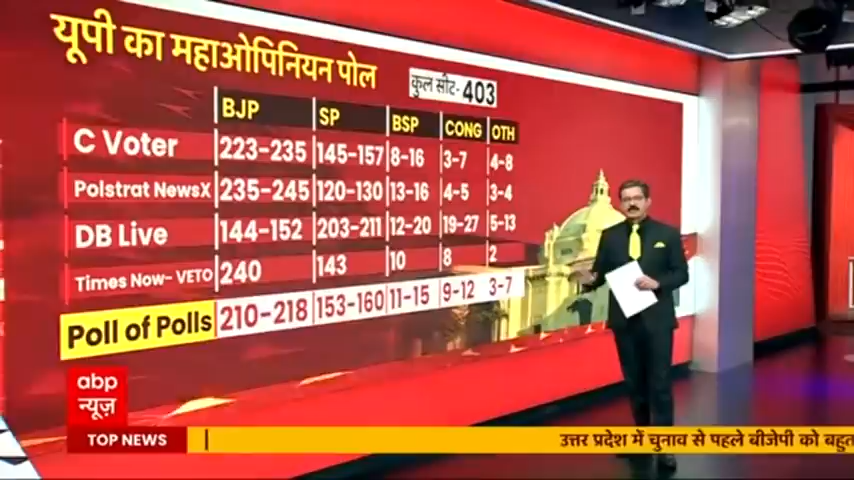 यूपी का महाओपिनियन पोल
कुल सीट- 403
BJP SP BSP CONG OTH
C Voter 223-235 145-157 8-16 3-7 4-8
Polstrat NewsX 235-245 120-130 13-16 4-5 3-4
DB Live 144-152 203-211 12-20 19-27 5-13
Times Now- VETO 240 143 10 8 2
Poll of Polls 210-218 153-160 11-15 9-12 3-7
abp
न्यूज़
TOP NEWS उत्तर प्रदेश में चुनाव से पहले बीजेपी को बहुत